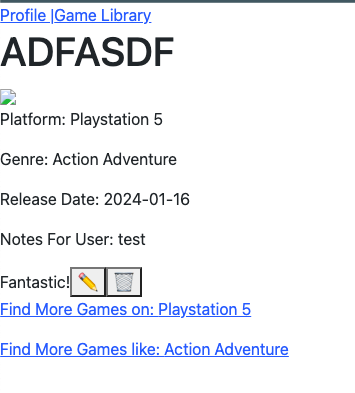 Profile |Game Library
ADFASDF
Platform: Playstation 5
Genre: Action Adventure
Release Date: 2024-01-16
Notes For User: test
Fantastic!
Find More Games on: Playstation 5
Find More Games like: Action Adventure